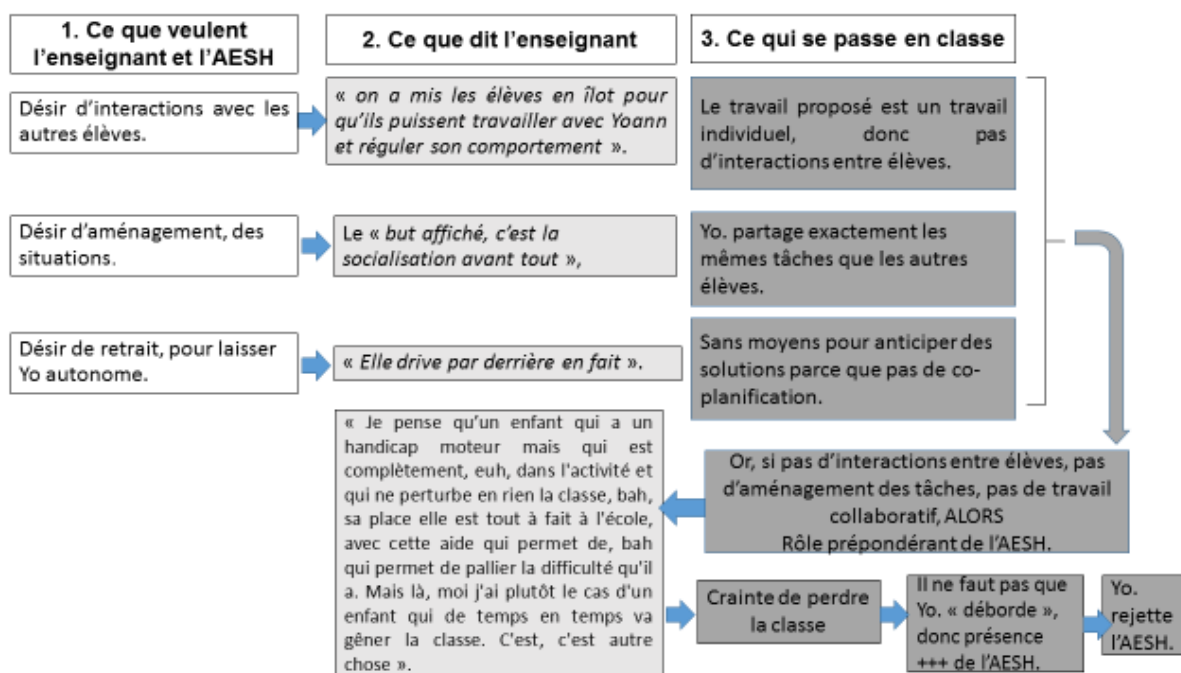 1. Ce que veulent
l'enseignant et l'AESH
2. Ce que dit l'enseignant
3. Ce qui se passe en classe
Désir d'interactions avec les
autres élèves.
« on a mis les élèves en îlot pour
qu'ils puissent travailler avec Yoann
et réguler son comportement ».
Le travail proposé est un travail
individuel, donc pas
d'interactions entre élèves.
Désir d'aménagement, des
situations.
Le « but affiché, c'est la
socialisation avant tout »,
Yo. partage exactement les
mêmes tâches que les autres
élèves.
Désir de retrait, pour laisser
Yo autonome.
« Elle drive par derrière en fait ».
Sans moyens pour anticiper des
solutions parce que pas de co-
planification.
« Je pense qu'un enfant qui a un
handicap moteur mais qui est
complètement, euh, dans l'activité et
qui ne perturbe en rien la classe, bah,
sa place elle est tout à fait à l'école,
avec cette aide qui permet de, bah
qui permet de pallier la difficulté qu'il
a. Mais là, moi j'ai plutôt le cas d'un
enfant qui de temps en temps va
gêner la classe. C'est, c'est autre
chose ».
Or, si pas d'interactions entre élèves, pas
d'aménagement des tâches, pas de travail
collaboratif, ALORS
Rôle prépondérant de l'AESH.
Crainte de perdre
la classe
Il ne faut pas que
Yo. « déborde »,
donc présence
+++ de l'AESH.
Yo.
rejette
l'AESH.